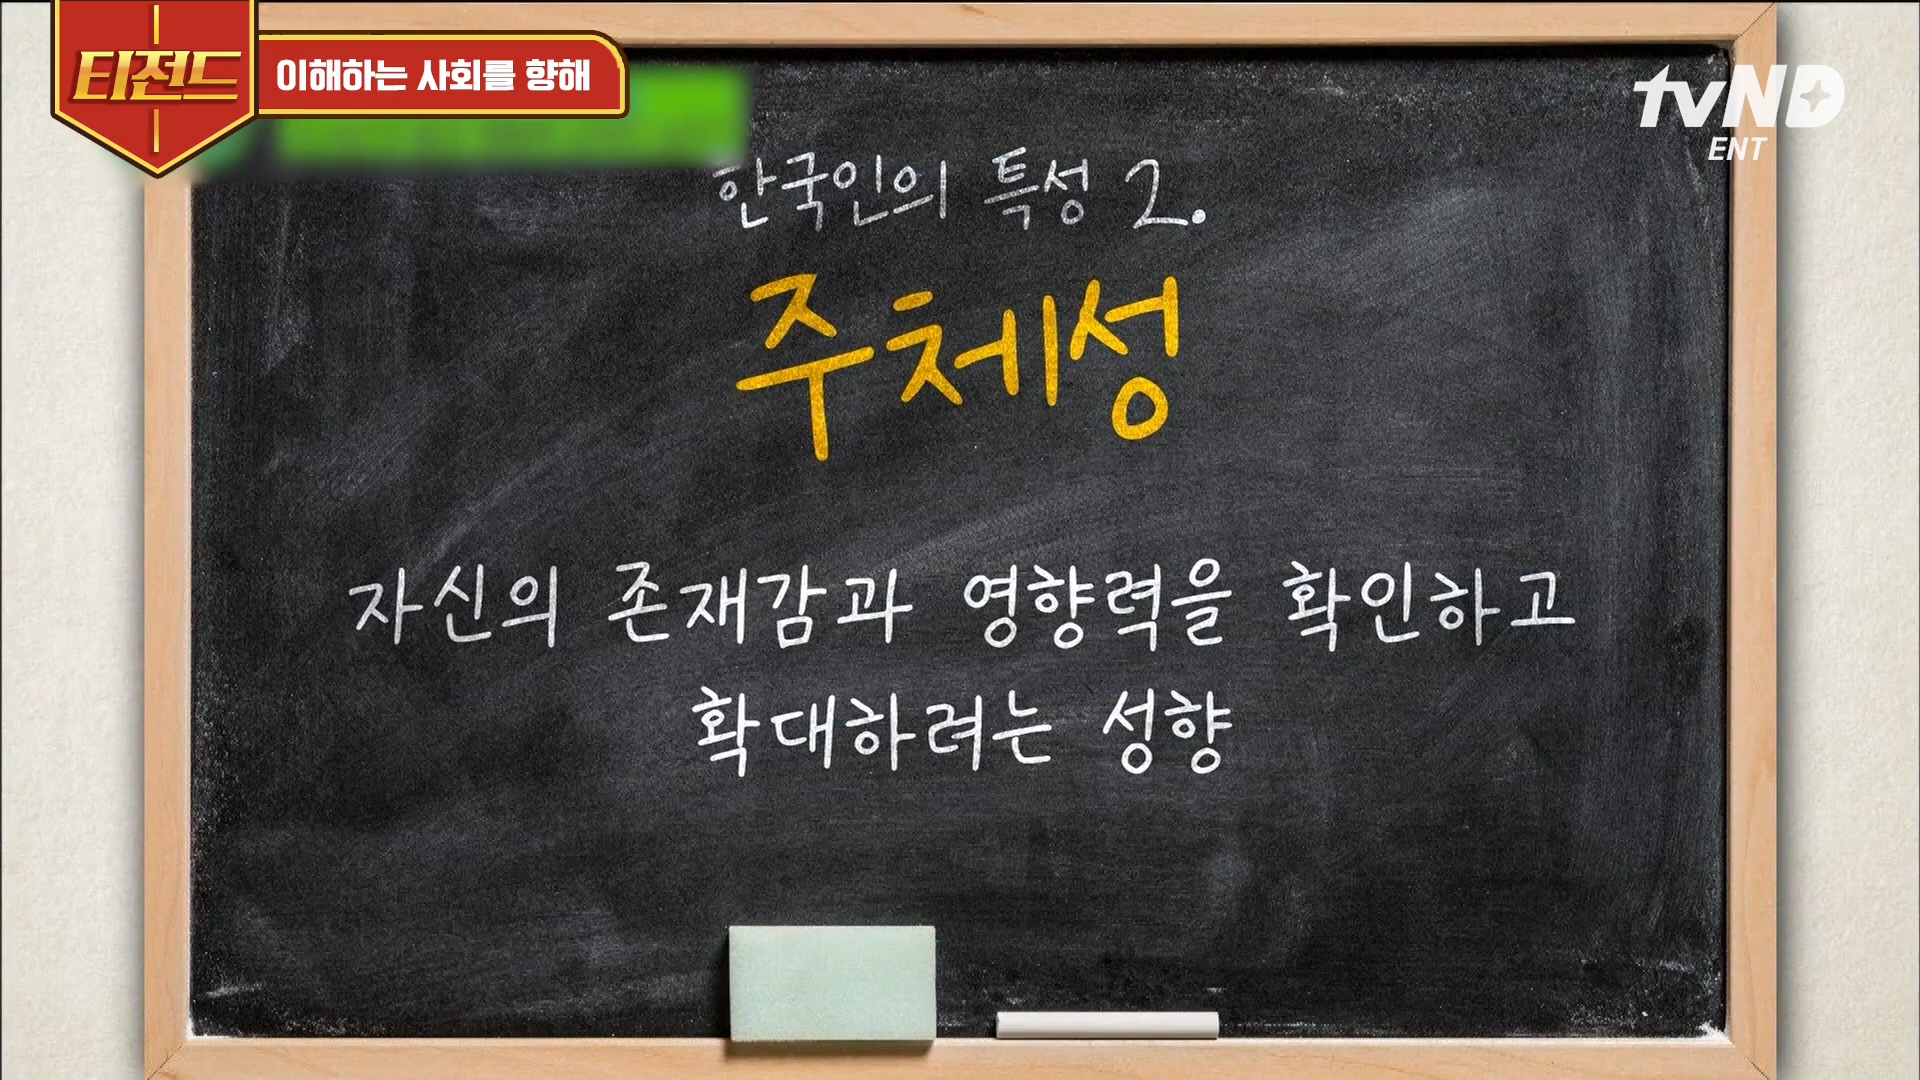 티전드
이해하는 사회를 향해
tvND
ENT
한국인의 특성 2.
주체성
자신의 존재감과 영향력을 확인하고
확대하려는 성향